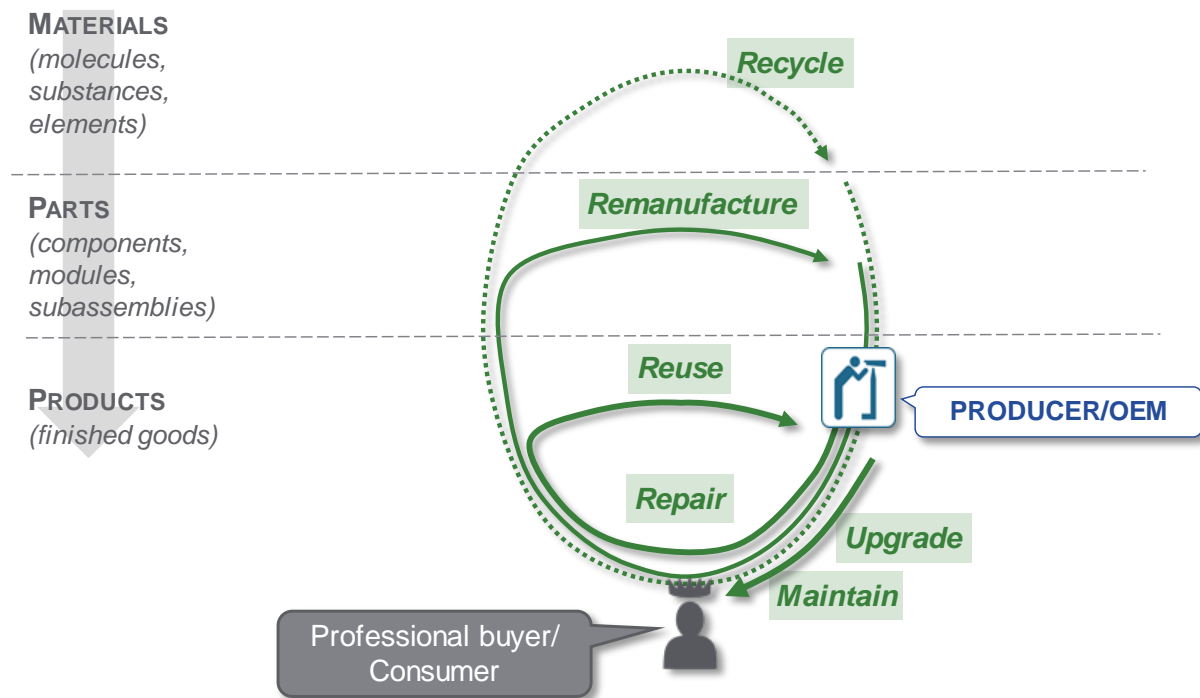 MATERIALS
(molecules,
substances,
elements)
Recycle
PARTS
(components,
modules,
subassemblies)
Remanufacture
PRODUCTS
(finished goods)
Reuse
PRODUCER/OEM
Repair
Upgrade
Maintain
Professional buyer/
Consumer